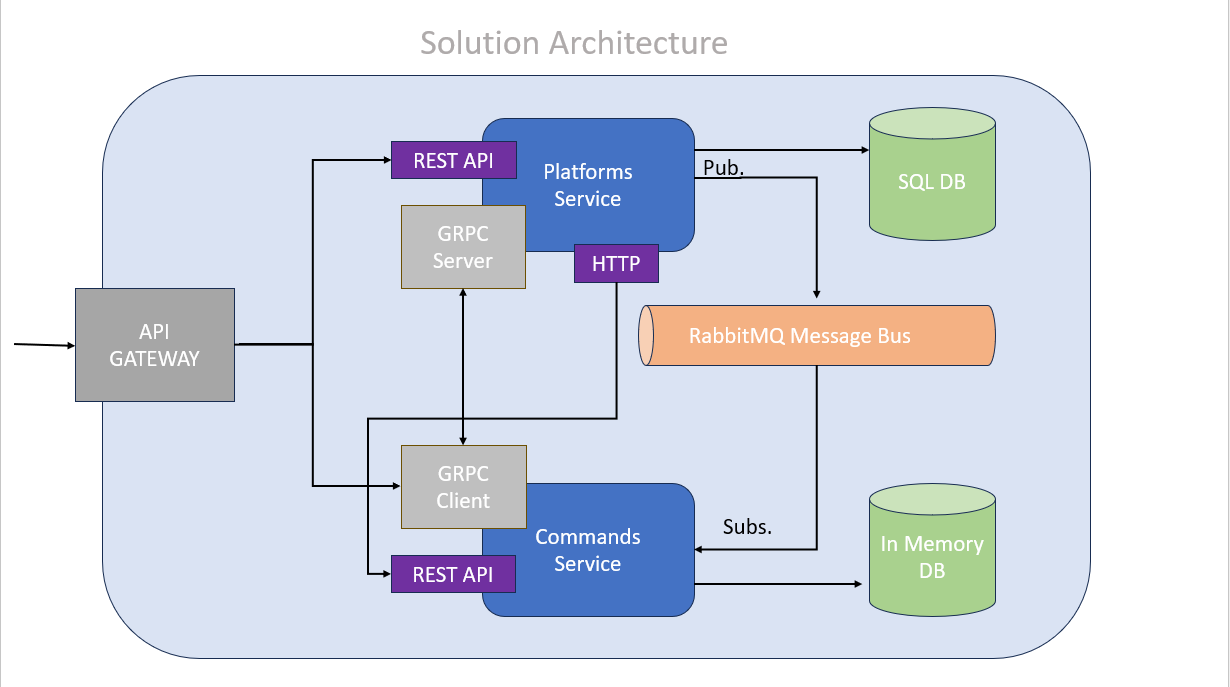 Solution Architecture
REST API
Platforms
Service
Pub.
SQL DB
GRPC
Server
HTTP
API
GATEWAY
RabbitMQ Message Bus
GRPC
Client
Commands
Service
Subs.
In Memory
DB
REST API